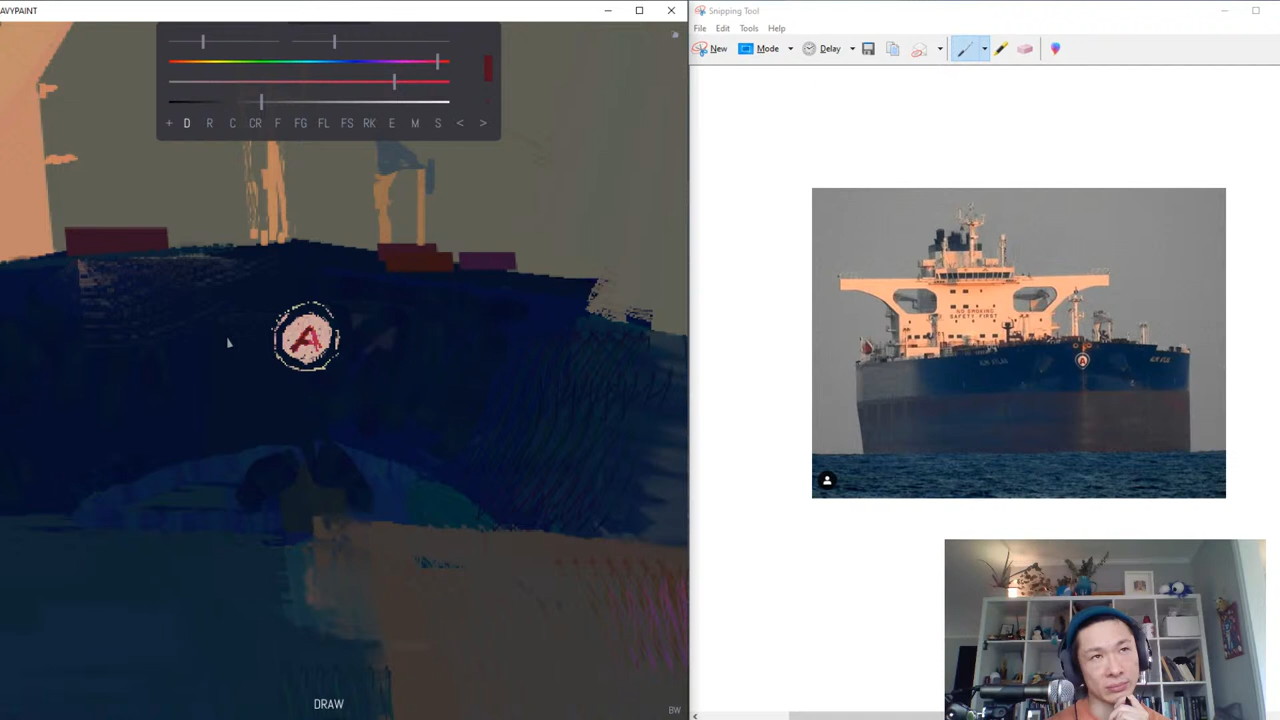 AVYPAINT
+ D R C CR F FG FL FS RK E M S < >
A
DRAW
BW
Snipping Tool
File Edit Tools Help
New Mode Delay
NO SMOKING
SAFETY FIRST
A